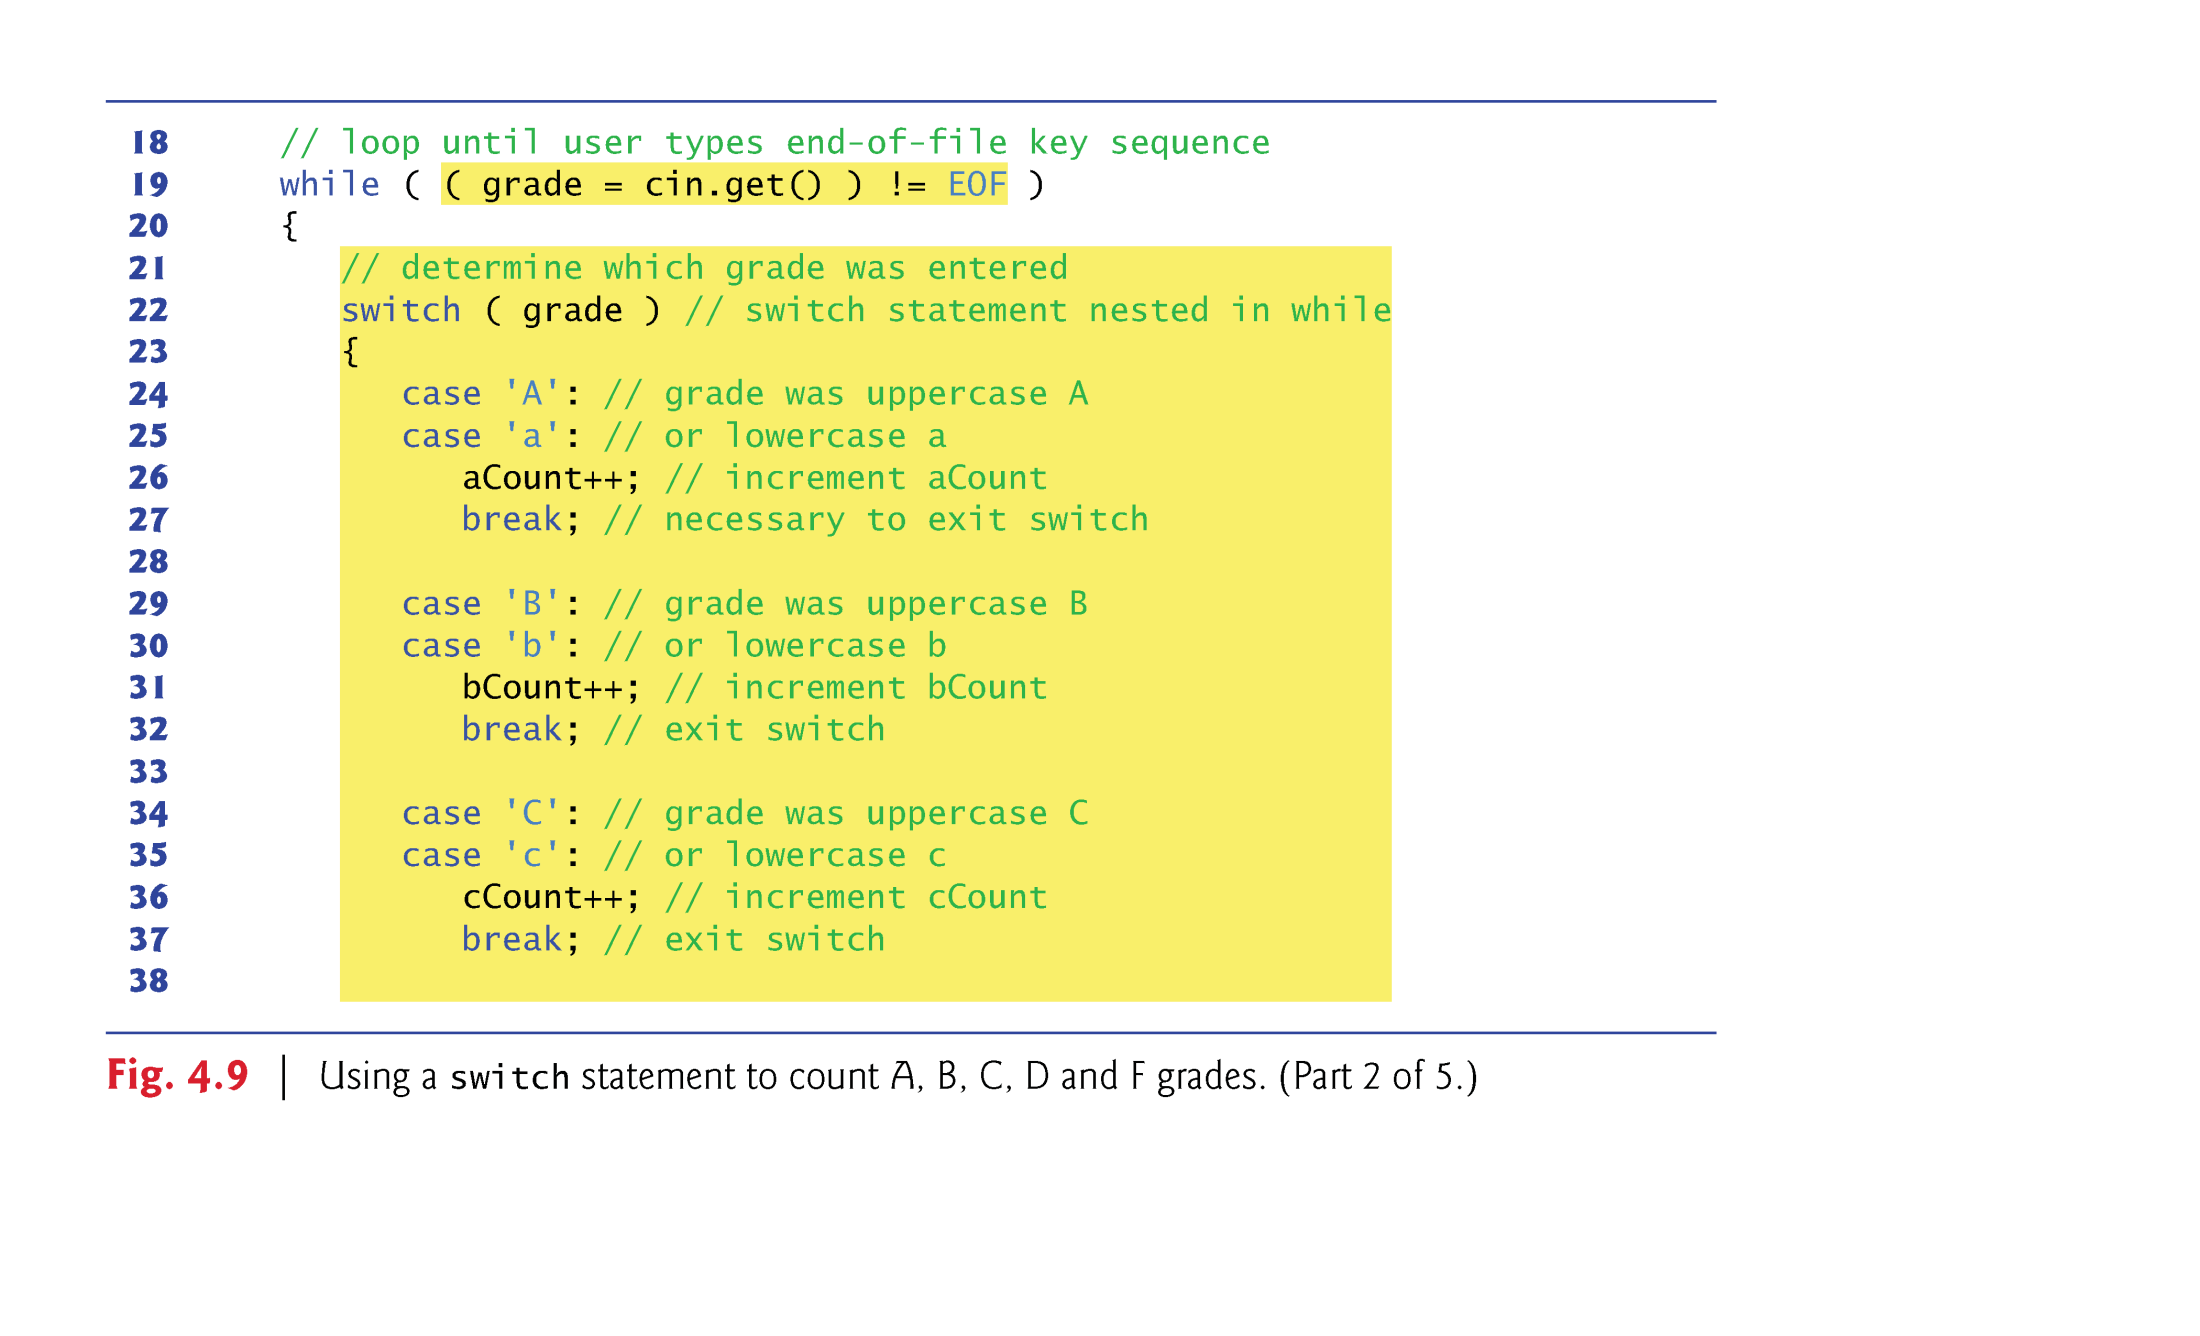 18 // loop until user types end-of-file key sequence
19 while ( ( grade = cin.get() ) != EOF )
20 {
21 // determine which grade was entered
22 switch ( grade ) // switch statement nested in while
23 {
24 case 'A': // grade was uppercase A
25 case 'a': // or lowercase a
26 aCount++; // increment aCount
27 break; // necessary to exit switch
28
29 case 'B': // grade was uppercase B
30 case 'b': // or lowercase b
31 bCount++; // increment bCount
32 break; // exit switch
33
34 case 'C': // grade was uppercase C
35 case 'c': // or lowercase c
36 cCount++; // increment cCount
37 break; // exit switch
38
Fig. 4.9 | Using a switch statement to count A, B, C, D and F grades. (Part 2 of 5.)